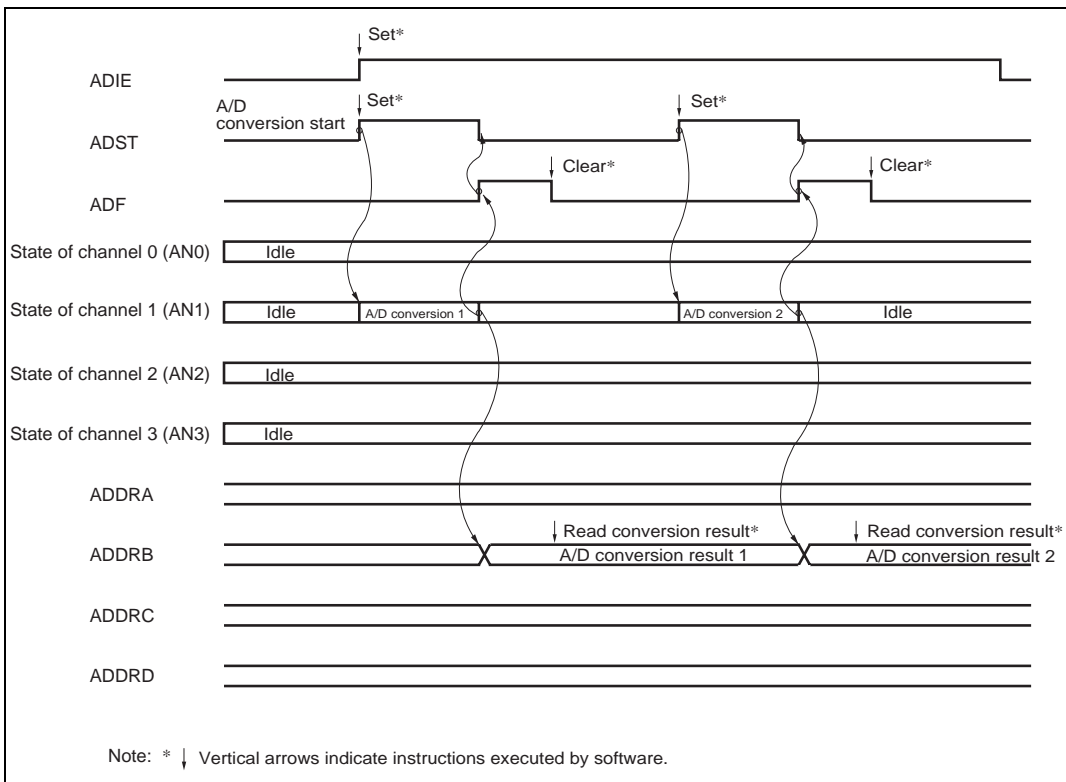 Set*
ADIE
A/D
conversion start
Set*
Set*
ADST
Clear*
Clear*
ADF
State of channel 0 (AN0)
Idle
State of channel 1 (AN1)
Idle
A/D conversion 1
A/D conversion 2
Idle
State of channel 2 (AN2)
Idle
State of channel 3 (AN3)
Idle
ADDRA
Read conversion result*
Read conversion result*
ADDRB
A/D conversion result 1
A/D conversion result 2
ADDRC
ADDRD
Note: * ↓ Vertical arrows indicate instructions executed by software.